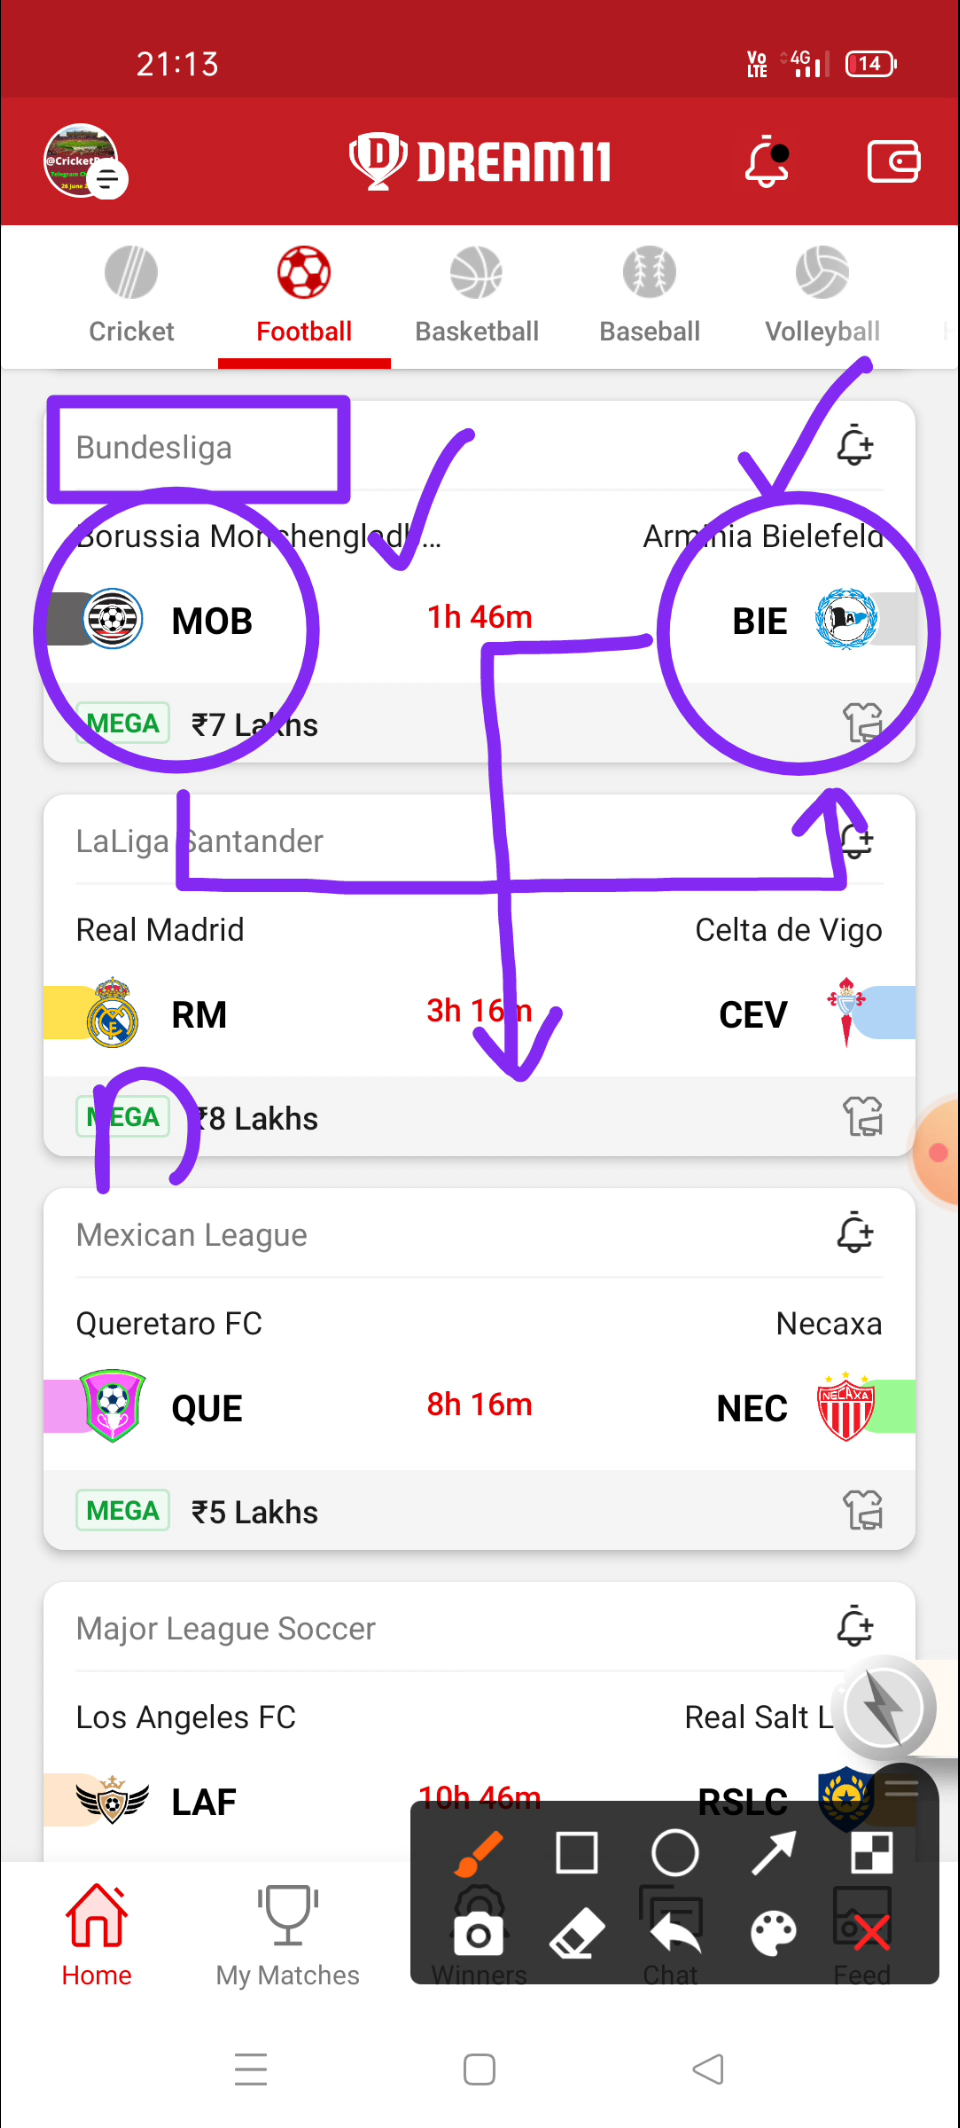 21:13
Vo
LTE
4G
14
@Cricket
DREAM11
Cricket
Football
Basketball
Baseball
Volleyball
Bundesliga
Borussia Monchengladb...
Arminia Bielefeld
MOB
1h 46m
BIE
MEGA
₹7 Lakhs
LaLiga Santander
Real Madrid
Celta de Vigo
RM
3h 16m
CEV
MEGA
₹8 Lakhs
Mexican League
Queretaro FC
Necaxa
QUE
8h 16m
NEC
NECAXA
MEGA
₹5 Lakhs
Major League Soccer
Los Angeles FC
Real Salt L
LAF
10h 46m
RSLC
Home
My Matches
Winners
Chat
Feed